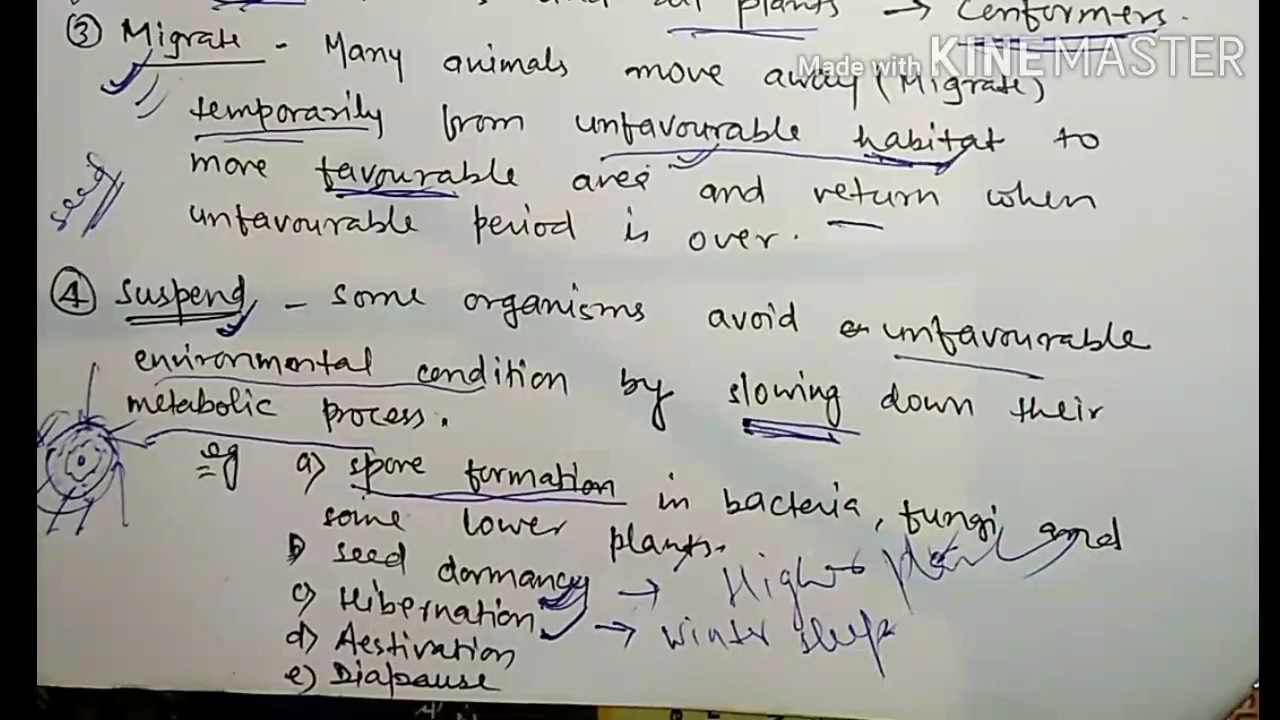 and all plants → Conformers.
Made with KINEMASTER
③ Migrate - Many animals move away (Migrate)
temporarily from unfavourable habitat to
more favourable area and return when
unfavourable period is over.
④ Suspend, - some organisms avoid unfavourable
environmental condition by slowing down their
metabolic process.
eg a) spore formation in bacteria, fungi and
some lower plants.
b) seed dormancy → Higher plant
c) Hibernation → winter sleep
d) Aestivation
e) Diapause